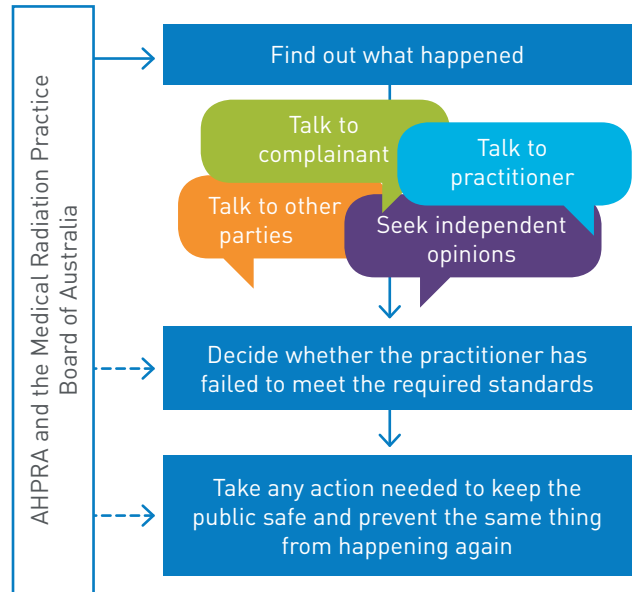 AHPRA and the Medical Radiation Practice
Board of Australia
Find out what happened
Talk to
complainant
Talk to
practitioner
Talk to other
parties
Seek independent
opinions
Decide whether the practitioner has
failed to meet the required standards
Take any action needed to keep the
public safe and prevent the same thing
from happening again